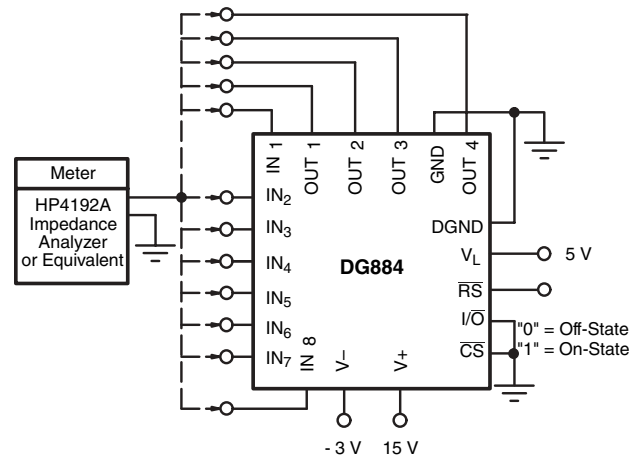 IN 1
OUT 1
OUT 2
OUT 3
GND
OUT 4
Meter
HP4192A
Impedance
Analyzer
or Equivalent
IN2
IN3
IN4
IN5
IN6
IN7
IN 8
V–
V+
DG884
DGND
VL
5 V
RS
I/O
CS
"0" = Off-State
"1" = On-State
- 3 V
15 V